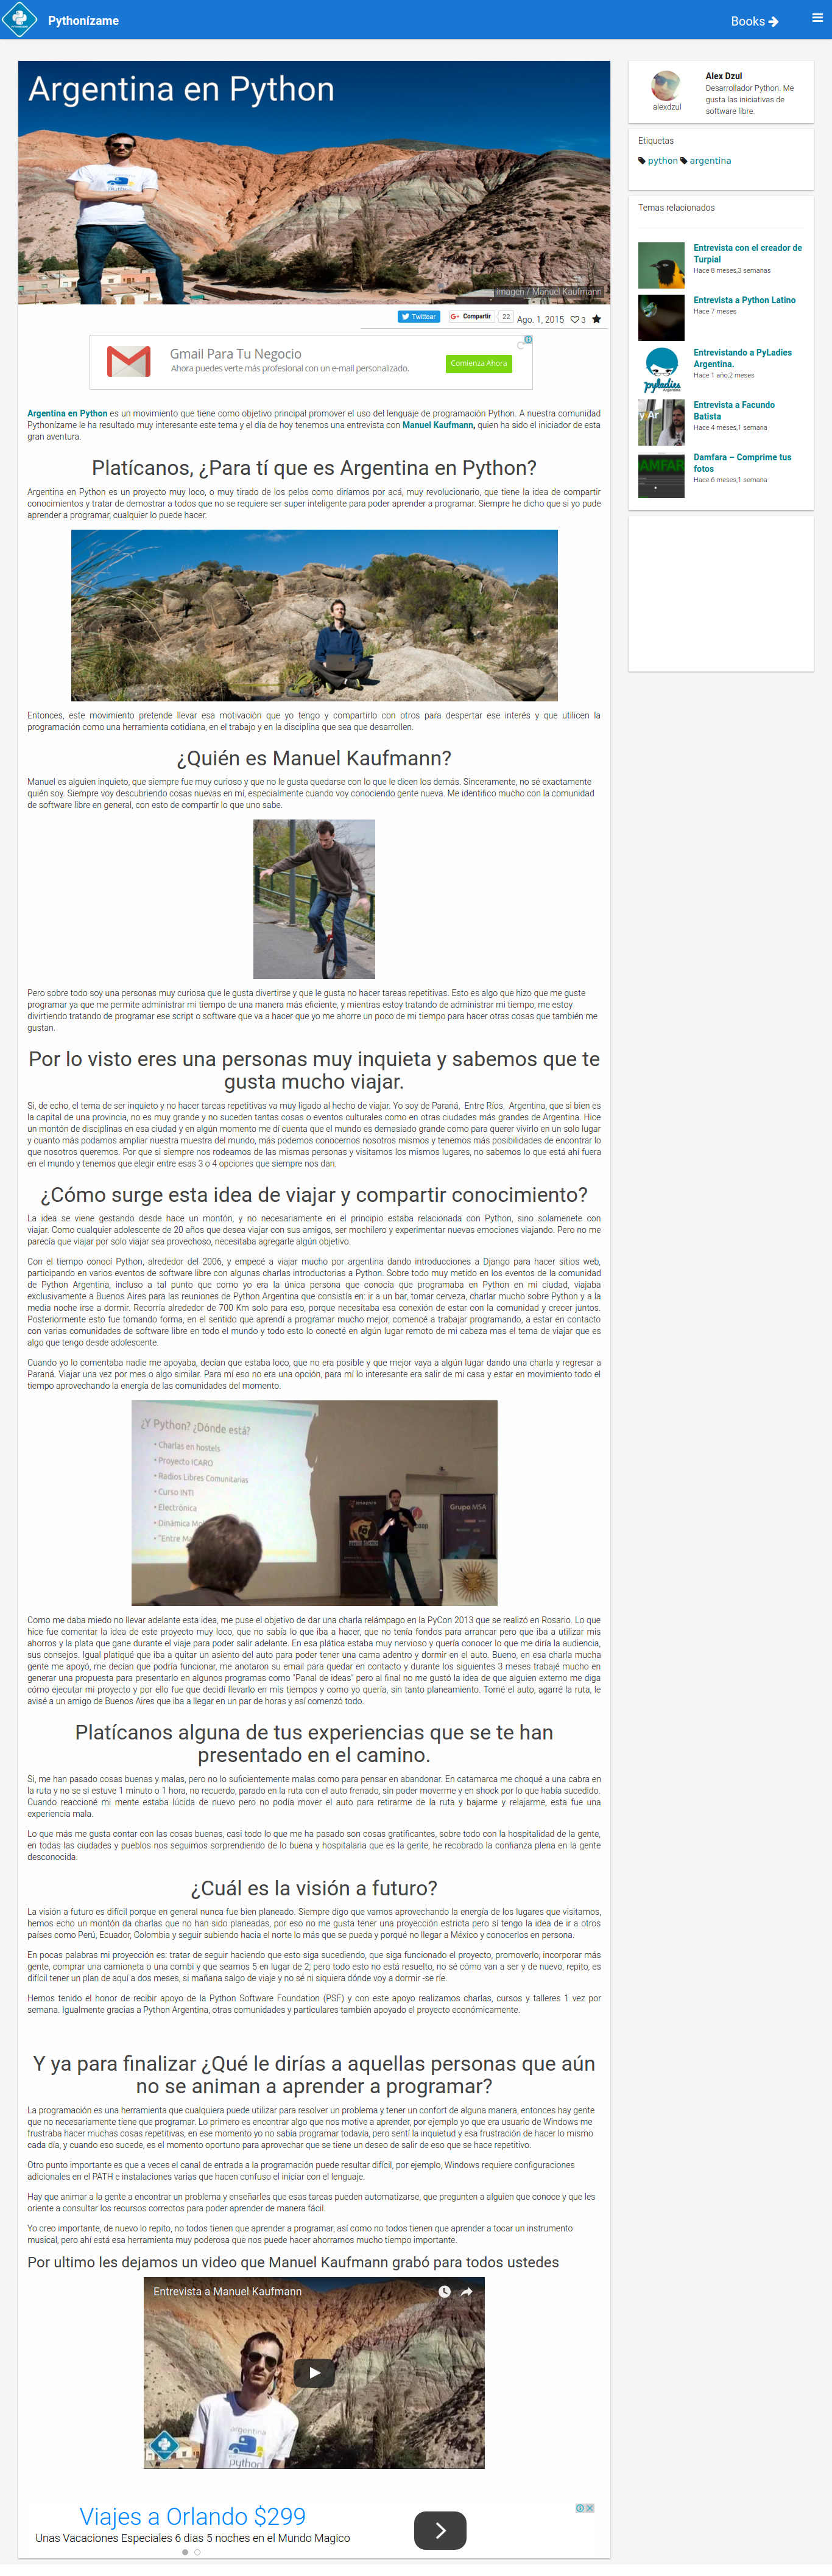 Pythonízame
Books
Argentina en Python
Imagen / Manuel Kaufmann
Twittear
G+ Compartir
22
Ago. 1, 2015
3
Gmail Para Tu Negocio
Ahora puedes verte más profesional con un e-mail personalizado.
Comienza Ahora
Argentina en Python es un movimiento que tiene como objetivo principal promover el uso del lenguaje de programación Python. A nuestra comunidad
Pythonízame le ha resultado muy interesante este tema y el día de hoy tenemos una entrevista con Manuel Kaufmann, quien ha sido el iniciador de esta
gran aventura.
Platícanos, ¿Para tí que es Argentina en Python?
Argentina en Python es un proyecto muy loco, o muy tirado de los pelos como diríamos por acá, muy revolucionario, que tiene la idea de compartir
conocimientos y tratar de demostrar a todos que no se requiere ser super inteligente para poder aprender a programar. Siempre he dicho que si yo pude
aprender a programar, cualquier lo puede hacer.
Entonces, este movimiento pretende llevar esa motivación que yo tengo y compartirlo con otros para despertar ese interés y que utilicen la
programación como una herramienta cotidiana, en el trabajo y en la disciplina que sea que desarrollen.
¿Quién es Manuel Kaufmann?
Manuel es alguien inquieto, que siempre fue muy curioso y que no le gusta quedarse con lo que le dicen los demás. Sinceramente, no sé exactamente
quién soy. Siempre voy descubriendo cosas nuevas en mí, especialmente cuando voy conociendo gente nueva. Me identifico mucho con la comunidad
de software libre en general, con esto de compartir lo que uno sabe.
Pero sobre todo soy una personas muy curiosa que le gusta divertirse y que le gusta no hacer tareas repetitivas. Esto es algo que hizo que me guste
programar ya que me permite administrar mi tiempo de una manera más eficiente, y mientras estoy tratando de administrar mi tiempo, me estoy
divirtiendo tratando de programar ese script o software que va a hacer que yo me ahorre un poco de mi tiempo para hacer otras cosas que también me
gustan.
Por lo visto eres una personas muy inquieta y sabemos que te
gusta mucho viajar.
Si, de echo, el tema de ser inquieto y no hacer tareas repetitivas va muy ligado al hecho de viajar. Yo soy de Paraná, Entre Ríos, Argentina, que si bien es
la capital de una provincia, no es muy grande y no suceden tantas cosas o eventos culturales como en otras ciudades más grandes de Argentina. Hice
un montón de disciplinas en esa ciudad y en algún momento me dí cuenta que el mundo es demasiado grande como para querer vivirlo en un solo lugar
y cuanto más podamos ampliar nuestra muestra del mundo, más podemos conocernos nosotros mismos y tenemos más posibilidades de encontrar lo
que nosotros queremos. Por que si siempre nos rodeamos de las mismas personas y visitamos los mismos lugares, no sabemos lo que está ahí fuera
en el mundo y tenemos que elegir entre esas 3 o 4 opciones que siempre nos dan.
¿Cómo surge esta idea de viajar y compartir conocimiento?
La idea se viene gestando desde hace un montón, y no necesariamente en el principio estaba relacionada con Python, sino solamenete con
viajar. Como cualquier adolescente de 20 años que desea viajar con sus amigos, ser mochilero y experimentar nuevas emociones viajando. Pero no me
parecía que viajar por solo viajar sea provechoso, necesitaba agregarle algún objetivo.
Con el tiempo conocí Python, alrededor del 2006, y empecé a viajar mucho por argentina dando introducciones a Django para hacer sitios web,
participando en varios eventos de software libre con algunas charlas introductorias a Python. Sobre todo muy metido en los eventos de la comunidad
de Python Argentina, incluso a tal punto que como yo era la única persona que conocía que programaba en Python en mi ciudad, viajaba
exclusivamente a Buenos Aires para las reuniones de Python Argentina que consistía en: ir a un bar, tomar cerveza, charlar mucho sobre Python y a la
media noche irse a dormir. Recorría alrededor de 700 Km solo para eso, porque necesitaba esa conexión de estar con la comunidad y crecer juntos.
Posteriormente esto fue tomando forma, en el sentido que aprendí a programar mucho mejor, comencé a trabajar programando, a estar en contacto
con varias comunidades de software libre en todo el mundo y todo esto lo conecté en algún lugar remoto de mi cabeza mas el tema de viajar que es
algo que tengo desde adolescente.
Cuando yo lo comentaba nadie me apoyaba, decían que estaba loco, que no era posible y que mejor vaya a algún lugar dando una charla y regresar a
Paraná. Viajar una vez por mes o algo similar. Para mí eso no era una opción, para mí lo interesante era salir de mi casa y estar en movimiento todo el
tiempo aprovechando la energía de las comunidades del momento.
¿Y Python? ¿Dónde está?
• Charlas en hostels
• Proyecto ICARO
• Radios Libres Comunitarias
• Curso INTI
• Electrónica
• Dinámica
• "Entre
Grupo MSA
Como me daba miedo no llevar adelante esta idea, me puse el objetivo de dar una charla relámpago en la PyCon 2013 que se realizó en Rosario. Lo que
hice fue comentar la idea de este proyecto muy loco, que no sabía lo que iba a hacer, que no tenía fondos para arrancar pero que iba a utilizar mis
ahorros y la plata que gane durante el viaje para poder salir adelante. En esa plática estaba muy nervioso y quería conocer lo que me diría la audiencia,
sus consejos. Igual platiqué que iba a quitar un asiento del auto para poder tener una cama adentro y dormir en el auto. Bueno, en esa charla mucha
gente me apoyó, me decían que podría funcionar, me anotaron su email para quedar en contacto y durante los siguientes 3 meses trabajé mucho en
generar una propuesta para presentarlo en algunos programas como "Panal de ideas" pero al final no me gustó la idea de que alguien externo me diga
cómo ejecutar mi proyecto y por ello fue que decidí llevarlo en mis tiempos y como yo quería, sin tanto planeamiento. Tomé el auto, agarré la ruta, le
avisé a un amigo de Buenos Aires que iba a llegar en un par de horas y así comenzó todo.
Platícanos alguna de tus experiencias que se te han
presentado en el camino.
Si, me han pasado cosas buenas y malas, pero no lo suficientemente malas como para pensar en abandonar. En catamarca me choqué a una cabra en
la ruta y no se si estuve 1 minuto o 1 hora, no recuerdo, parado en la ruta con el auto frenado, sin poder moverme y en shock por lo que había sucedido.
Cuando reaccioné mi mente estaba lúcida de nuevo pero no podía mover el auto para retirarme de la ruta y bajarme y relajarme, esta fue una
experiencia mala.
Lo que más me gusta contar con las cosas buenas, casi todo lo que me ha pasado son cosas gratificantes, sobre todo con la hospitalidad de la gente,
en todas las ciudades y pueblos nos seguimos sorprendiendo de lo buena y hospitalaria que es la gente, he recobrado la confianza plena en la gente
desconocida.
¿Cuál es la visión a futuro?
La visión a futuro es difícil porque en general nunca fue bien planeado. Siempre digo que vamos aprovechando la energía de los lugares que visitamos,
hemos echo un montón da charlas que no han sido planeadas, por eso no me gusta tener una proyección estricta pero sí tengo la idea de ir a otros
países como Perú, Ecuador, Colombia y seguir subiendo hacia el norte lo más que se pueda y porqué no llegar a México y conocerlos en persona.
En pocas palabras mi proyección es: tratar de seguir haciendo que esto siga sucediendo, que siga funcionado el proyecto, promoverlo, incorporar más
gente, comprar una camioneta o una combi y que seamos 5 en lugar de 2; pero todo esto no está resuelto, no sé cómo van a ser y de nuevo, repito, es
difícil tener un plan de aquí a dos meses, si mañana salgo de viaje y no sé ni siquiera dónde voy a dormir -se ríe.
Hemos tenido el honor de recibir apoyo de la Python Software Foundation (PSF) y con este apoyo realizamos charlas, cursos y talleres 1 vez por
semana. Igualmente gracias a Python Argentina, otras comunidades y particulares también apoyado el proyecto económicamente.
Y ya para finalizar ¿Qué le dirías a aquellas personas que aún
no se animan a aprender a programar?
La programación es una herramienta que cualquiera puede utilizar para resolver un problema y tener un confort de alguna manera, entonces hay gente
que no necesariamente tiene que programar. Lo primero es encontrar algo que nos motive a aprender, por ejemplo yo que era usuario de Windows me
frustraba hacer muchas cosas repetitivas, en ese momento yo no sabía programar todavía, pero sentí la inquietud y esa frustración de hacer lo mismo
cada día, y cuando eso sucede, es el momento oportuno para aprovechar que se tiene un deseo de salir de eso que se hace repetitivo.
Otro punto importante es que a veces el canal de entrada a la programación puede resultar difícil, por ejemplo, Windows requiere configuraciones
adicionales en el PATH e instalaciones varias que hacen confuso el iniciar con el lenguaje.
Hay que animar a la gente a encontrar un problema y enseñarles que esas tareas pueden automatizarse, que pregunten a alguien que conoce y que les
oriente a consultar los recursos correctos para poder aprender de manera fácil.
Yo creo importante, de nuevo lo repito, no todos tienen que aprender a programar, así como no todos tienen que aprender a tocar un instrumento
musical, pero ahí está esa herramienta muy poderosa que nos puede hacer ahorrarnos mucho tiempo importante.
Por ultimo les dejamos un video que Manuel Kaufmann grabó para todos ustedes
Entrevista a Manuel Kaufmann
argentina
python
Viajes a Orlando $299
Unas Vacaciones Especiales 6 dias 5 noches en el Mundo Magico
alexdzul
Alex Dzul
Desarrollador Python. Me
gusta las iniciativas de
software libre.
Etiquetas
python argentina
Temas relacionados
Entrevista con el creador de
Turpial
Hace 8 meses,3 semanas
Entrevista a Python Latino
Hace 7 meses
pyladies
Argentina
Entrevistando a PyLadies
Argentina.
Hace 1 año,2 meses
y Ar
Entrevista a Facundo
Batista
Hace 4 meses,1 semana
AMFAR
Damfara – Comprime tus
fotos
Hace 6 meses,1 semana